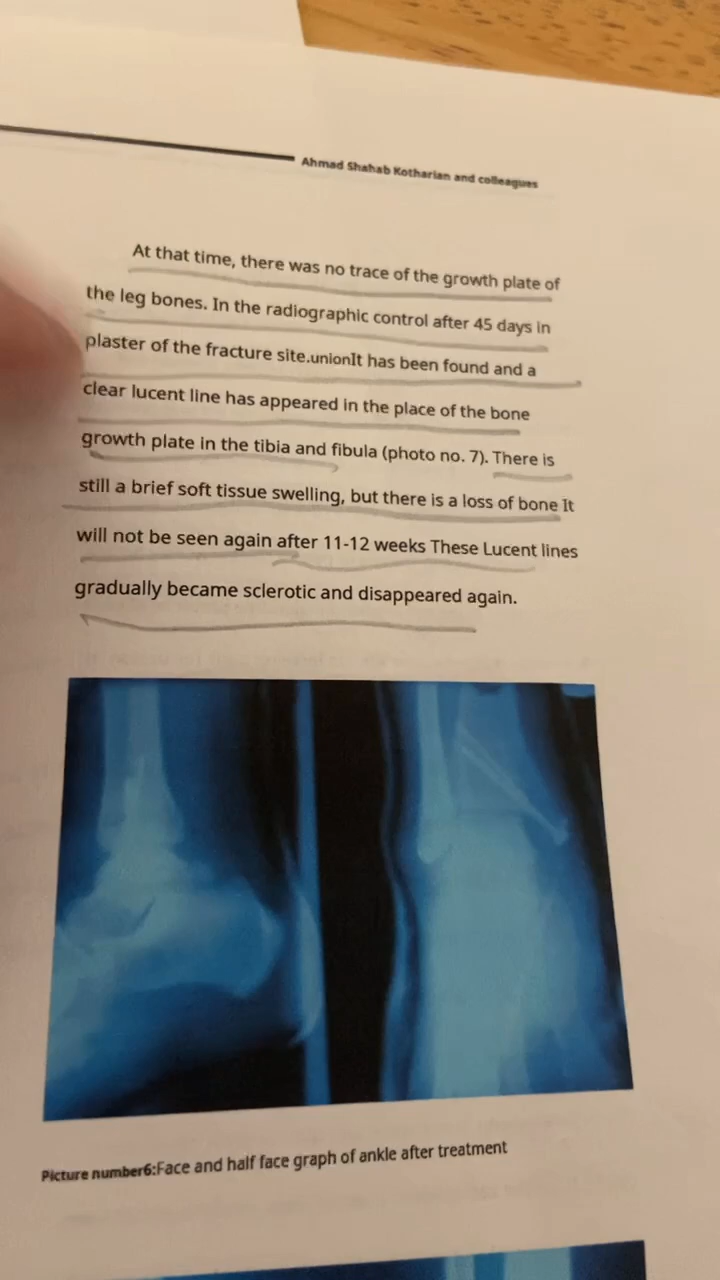 Ahmad Shahab Kotharian and colleagues
At that time, there was no trace of the growth plate of
the leg bones. In the radiographic control after 45 days in
plaster of the fracture site.unionIt has been found and a
clear lucent line has appeared in the place of the bone
growth plate in the tibia and fibula (photo no. 7). There is
still a brief soft tissue swelling, but there is a loss of bone It
will not be seen again after 11-12 weeks These Lucent lines
gradually became sclerotic and disappeared again.
Picture number6:Face and half face graph of ankle after treatment